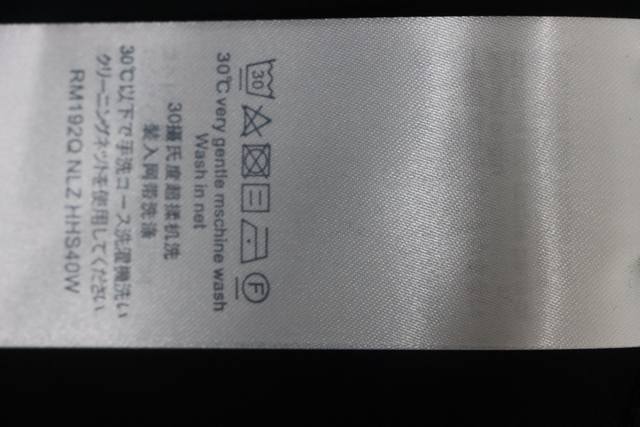 30
F
30℃ very gentle mschine wash
Wash in net
30摄氏度超柔机洗
装入网袋洗涤
30℃以下で手洗コース洗濯機洗い
クリーニングネットを使用してください
RM192Q NLZ HHS40W